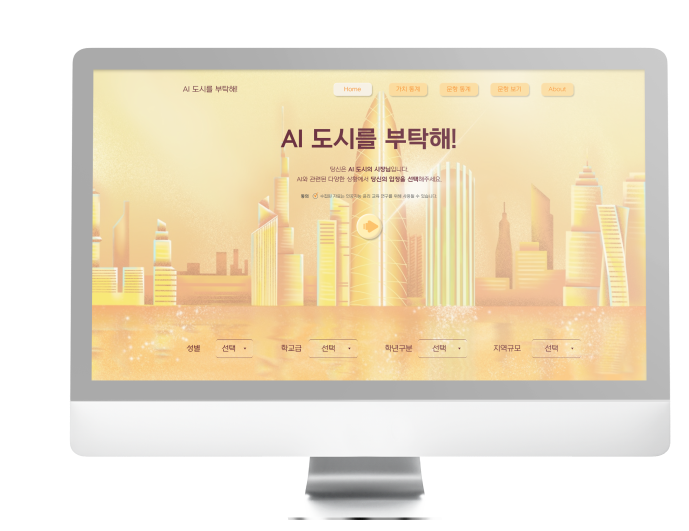 AI 도시를 부탁해!
Home
가치 통계
문항 통계
문항 보기
About
AI 도시를 부탁해!
당신은 AI 도시의 시장님입니다.
AI와 관련된 다양한 상황에서 당신의 입장을 선택해주세요.
성별 선택
학교급 선택
학년구분 선택
지역규모 선택